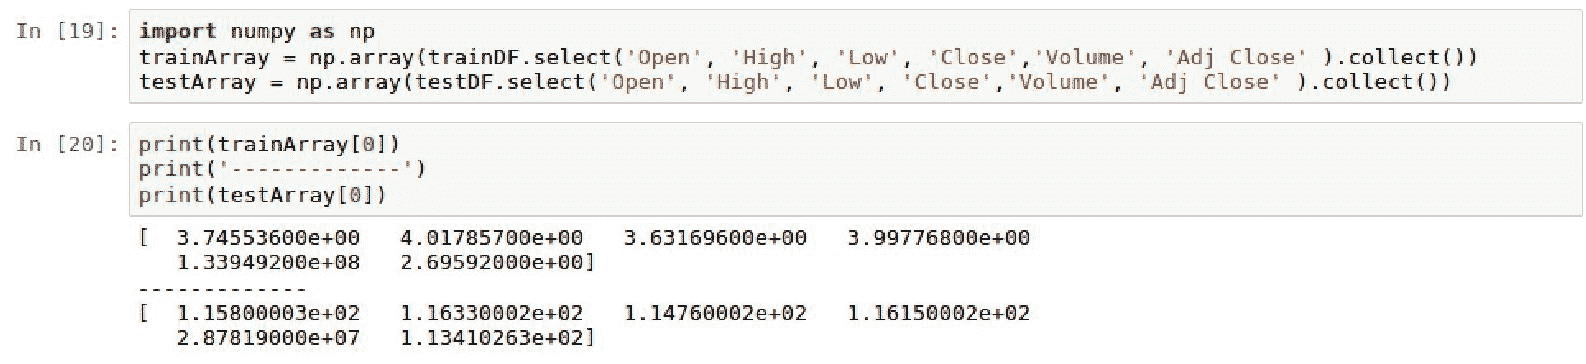 In [19]: import numpy as np
trainArray = np.array(trainDF.select('Open', 'High', 'Low', 'Close','Volume', 'Adj Close' ).collect())
testArray = np.array(testDF.select('Open', 'High', 'Low', 'Close','Volume', 'Adj Close' ).collect())
In [20]: print(trainArray[0])
print('-------------')
print(testArray[0])
[ 3.74553600e+00 4.01785700e+00 3.63169600e+00 3.99776800e+00
1.33949200e+08 2.69592000e+00]
-------------
[ 1.15800003e+02 1.16330002e+02 1.14760002e+02 1.16150002e+02
2.87819000e+07 1.13410263e+02]